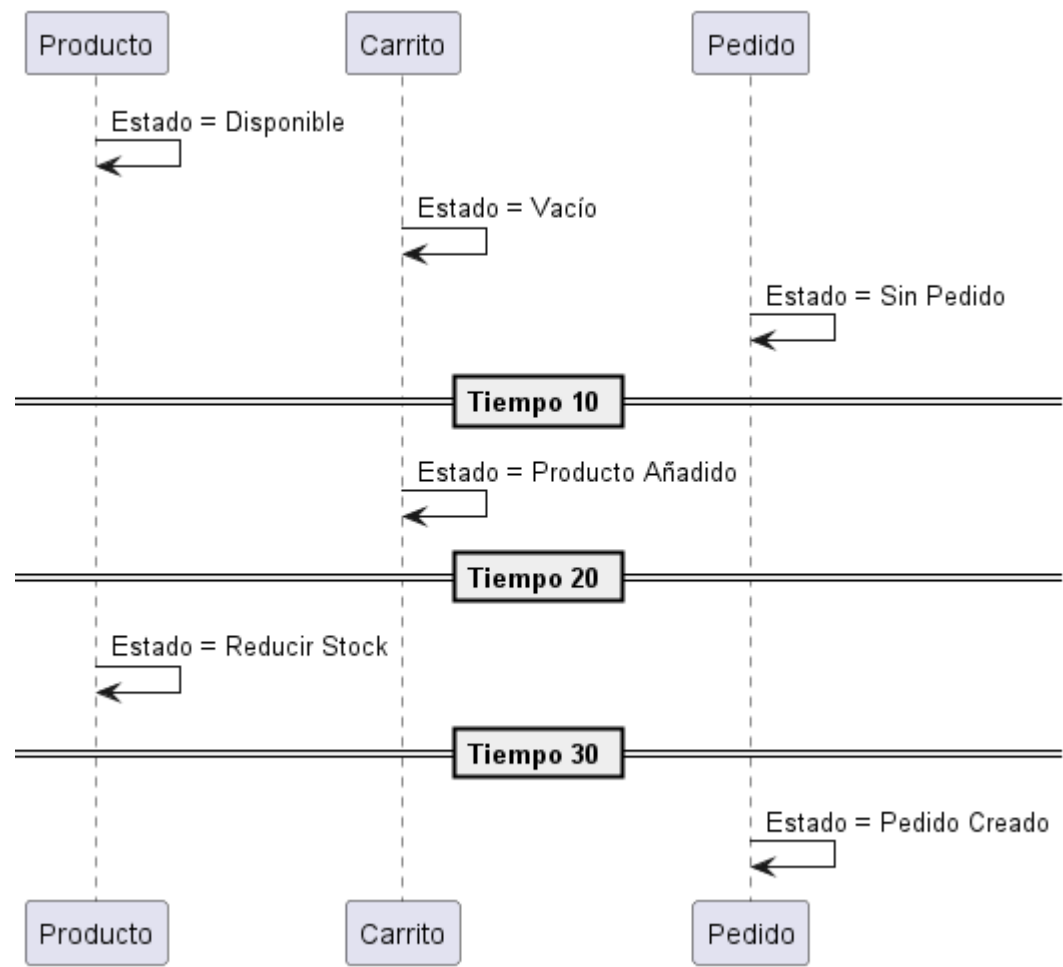 Producto
Carrito
Pedido
Estado = Disponible
Estado = Vacío
Estado = Sin Pedido
Tiempo 10
Estado = Producto Añadido
Tiempo 20
Estado = Reducir Stock
Tiempo 30
Estado = Pedido Creado
Producto
Carrito
Pedido